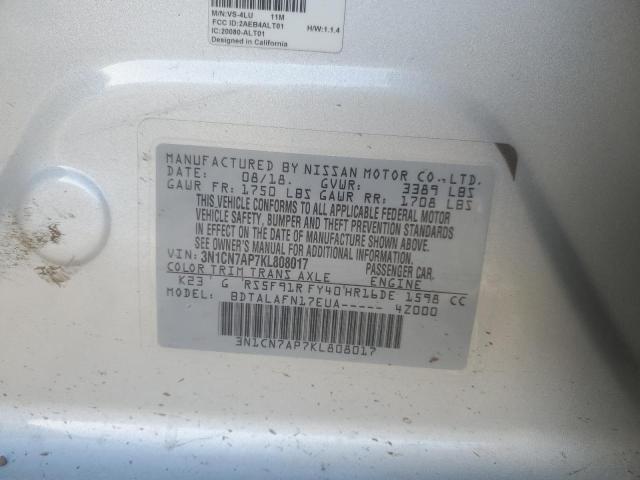 M/N:VS-4LU 11M
FCC ID:2AEB4ALT01
IC:20080-ALT01 H/W:1.1.4
Designed in California
MANUFACTURED BY NISSAN MOTOR CO.,LTD.
DATE: 08/18. GVWR: 3389 LBS
GAWR FR: 1750 LBS GAWR RR: 1708 LBS
THIS VEHICLE CONFORMS TO ALL APPLICABLE FEDERAL MOTOR
VEHICLE SAFETY, BUMPER AND THEFT PREVENTION STANDARDS
IN EFFECT ON THE DATE OF MANUFACTURE SHOWN ABOVE.
SEE OWNER'S MANUAL FOR ADDITIONAL INFORMATION.
VIN: 3N1CN7AP7KL808017 PASSENGER CAR.
COLOR TRIM TRANS AXLE ENGINE
K23 G RS5F91R FY40 HR16DE 1598 CC
MODEL: BDTALAFN17EUA----- 4Z000
3N1CN7AP7KL808017